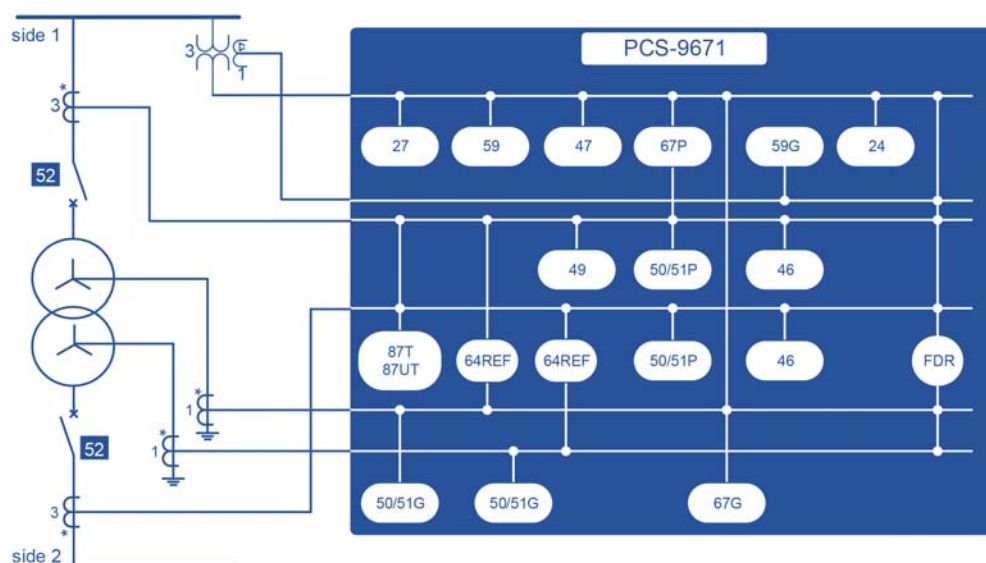 side 1
3
1
PCS-9671
3
27
59
47
67P
59G
24
52
49
50/51P
46
87T
87UT
64REF
64REF
50/51P
46
FDR
1
*
52
1
*
3
*
50/51G
50/51G
67G
side 2
*